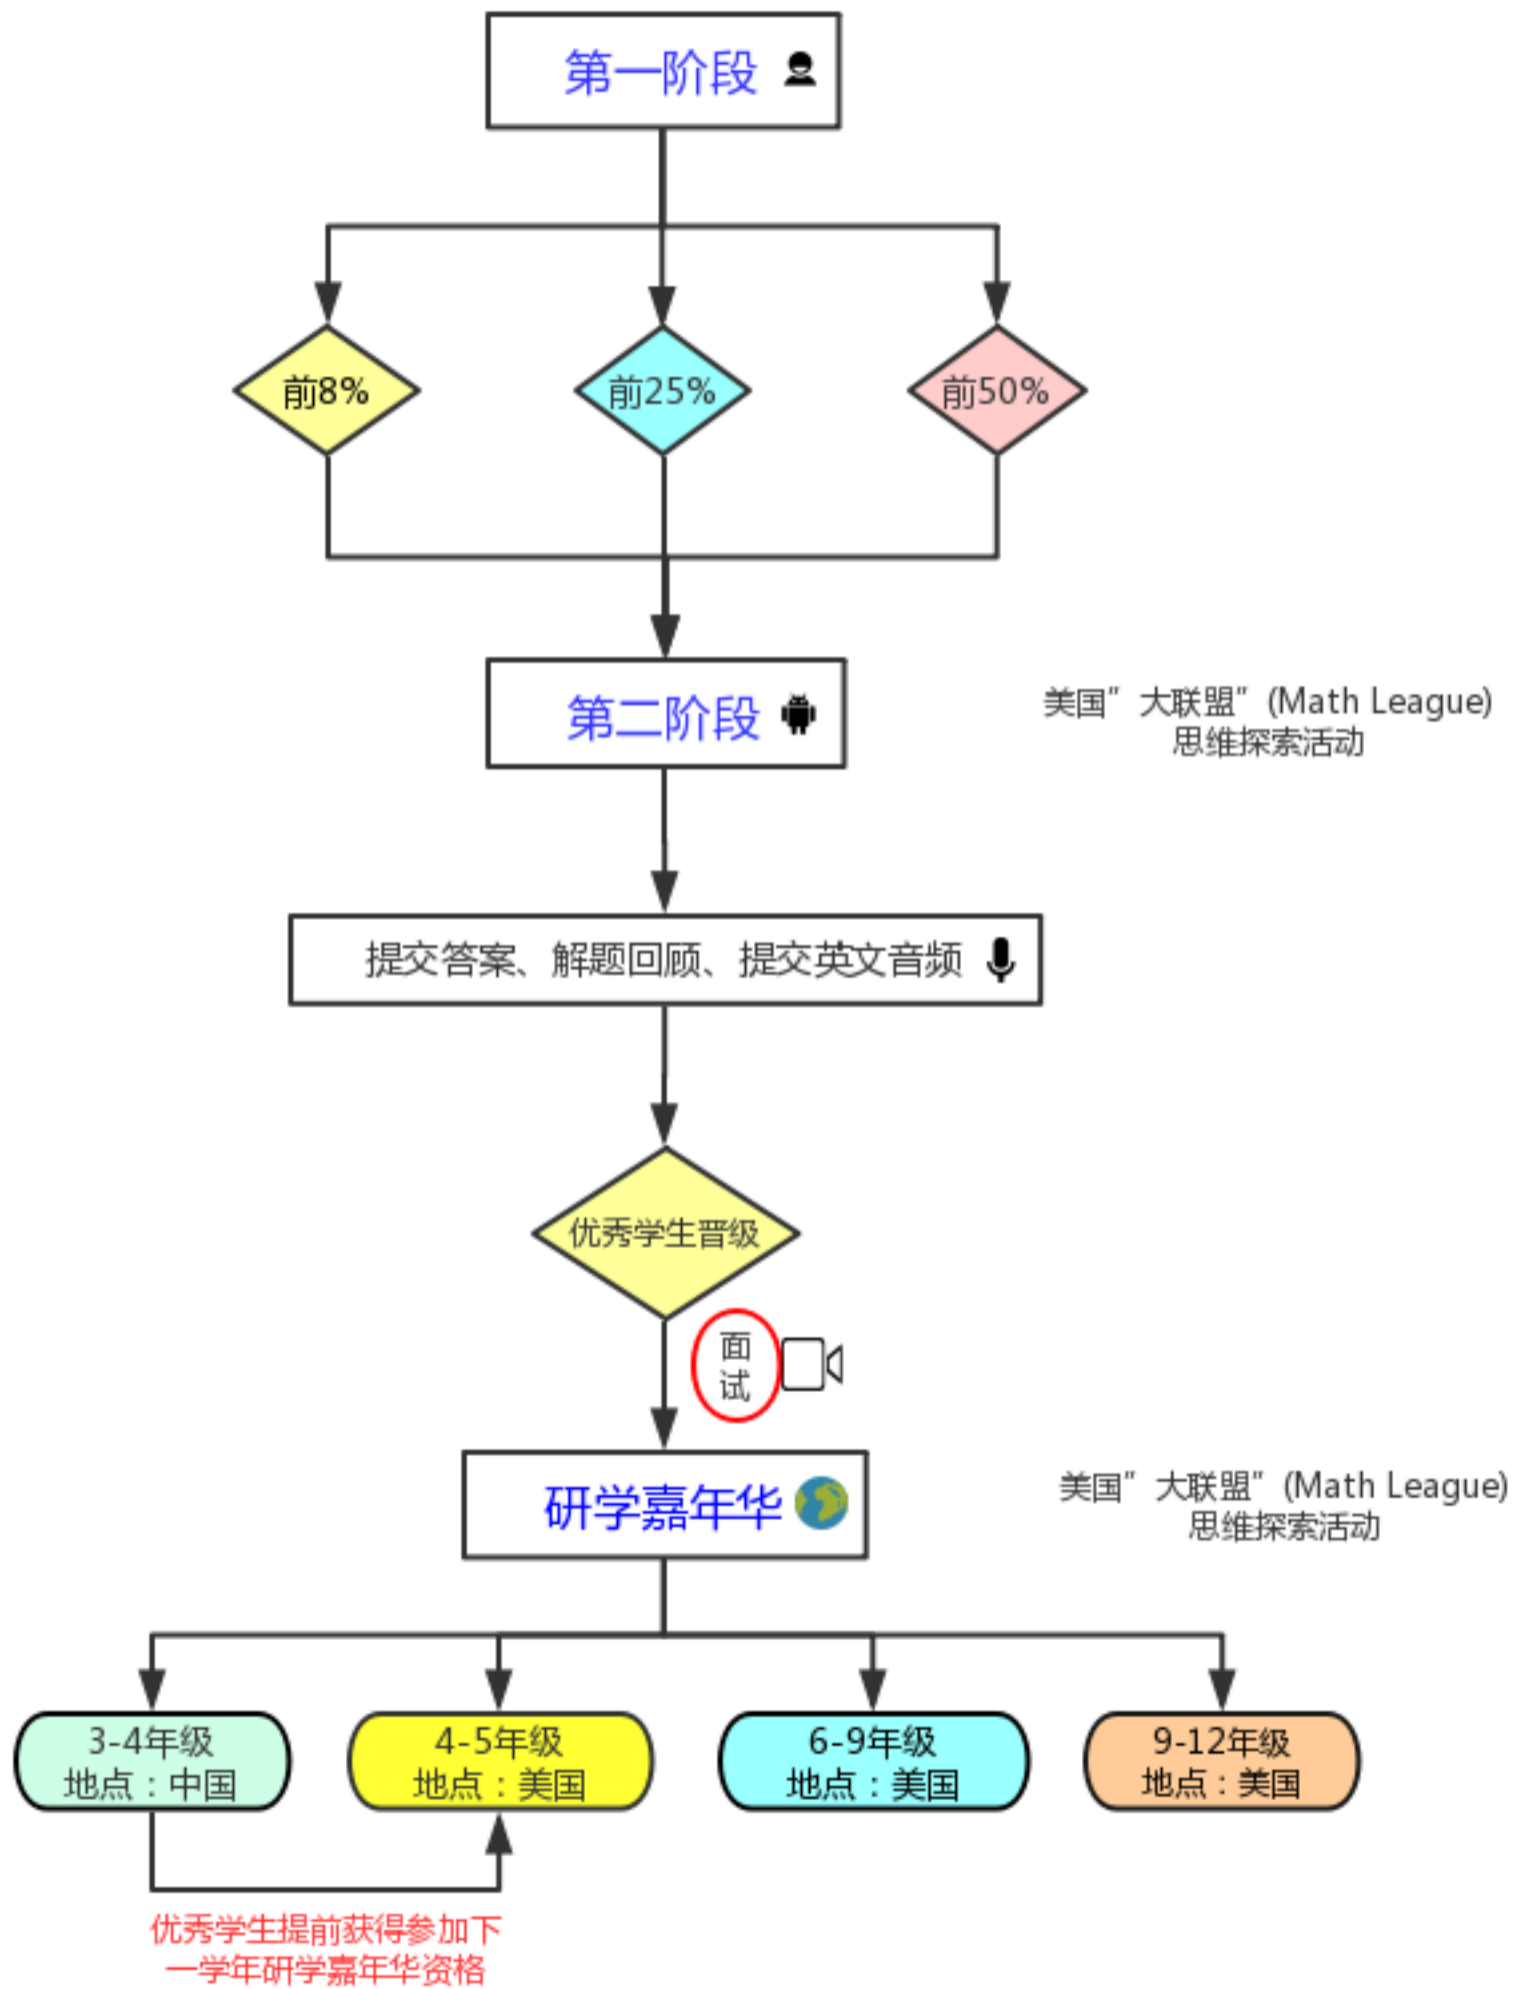 第一阶段
前8%
前25%
前50%
第二阶段
美国”大联盟”(Math League)
思维探索活动
提交答案、解题回顾、提交英文音频
优秀学生晋级
面
试
研学嘉年华
美国”大联盟”(Math League)
思维探索活动
3-4年级
地点：中国
4-5年级
地点：美国
6-9年级
地点：美国
9-12年级
地点：美国
优秀学生提前获得参加下
一学年研学嘉年华资格